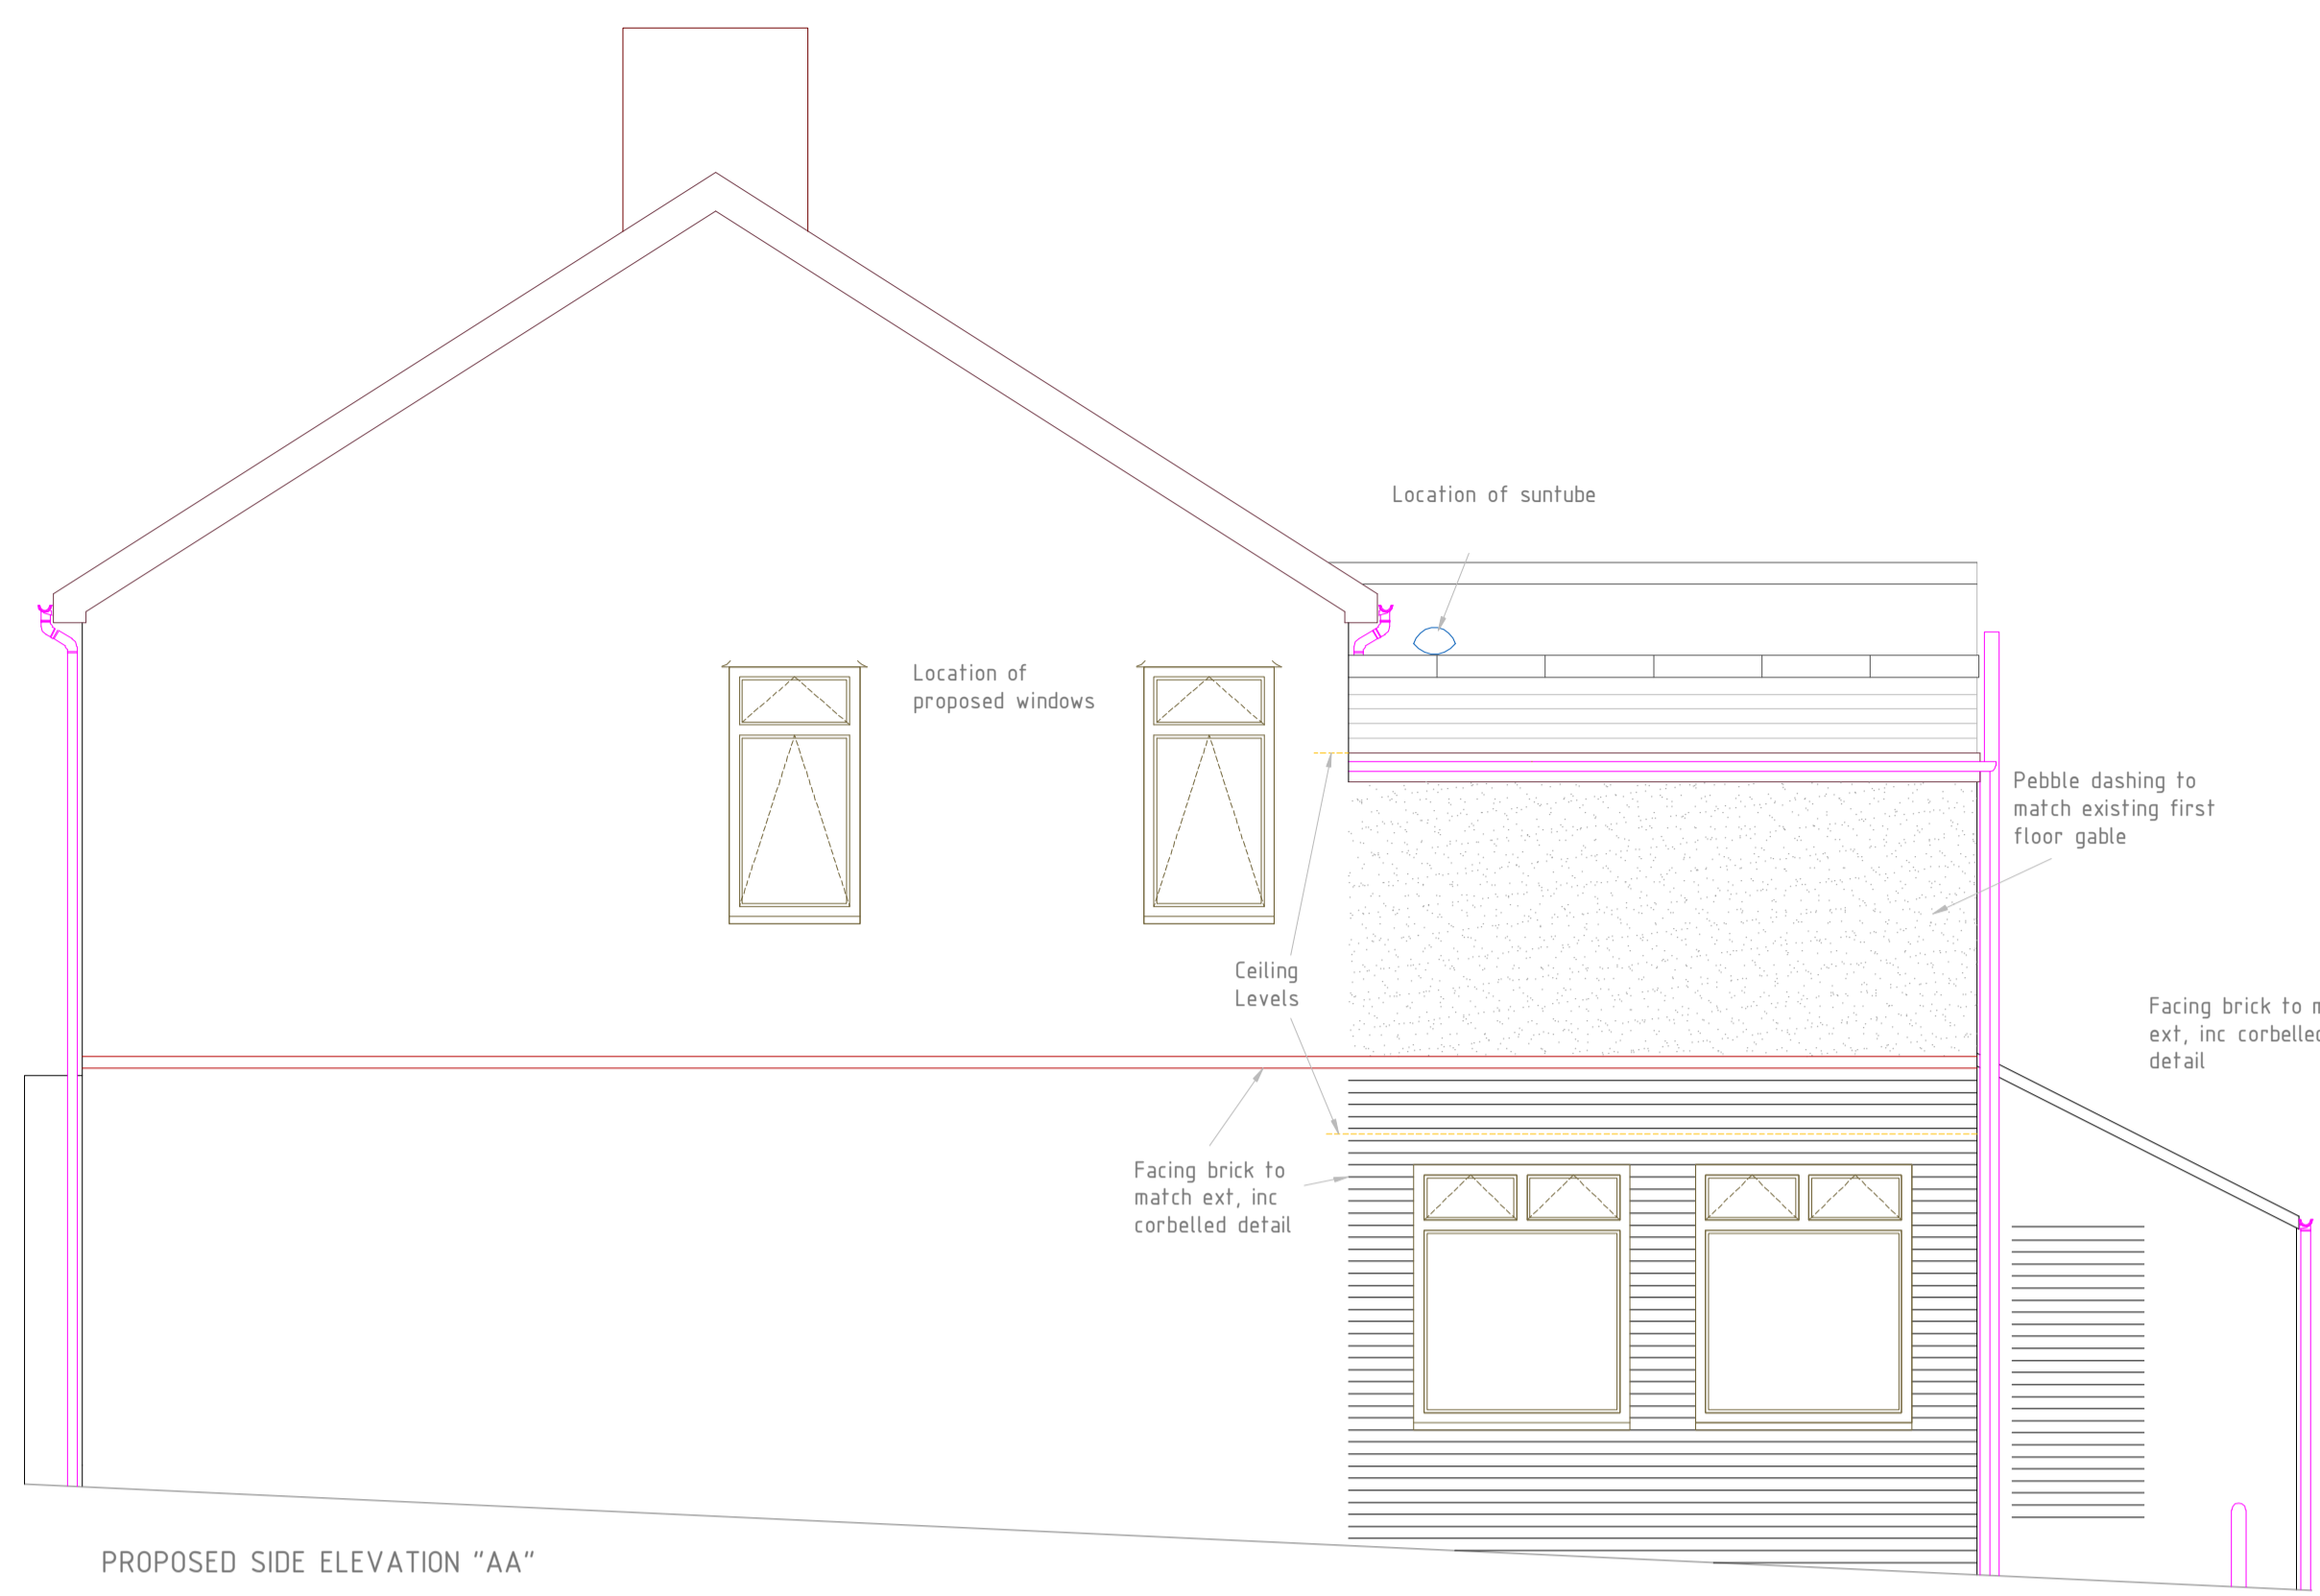 Location of suntube
Location of
proposed windows
Pebble dashing to
match existing first
floor gable
Ceiling
Levels
Facing brick to
ext, inc corbelled
detail
Facing brick to
match ext, inc
corbelled detail
PROPOSED SIDE ELEVATION "AA"